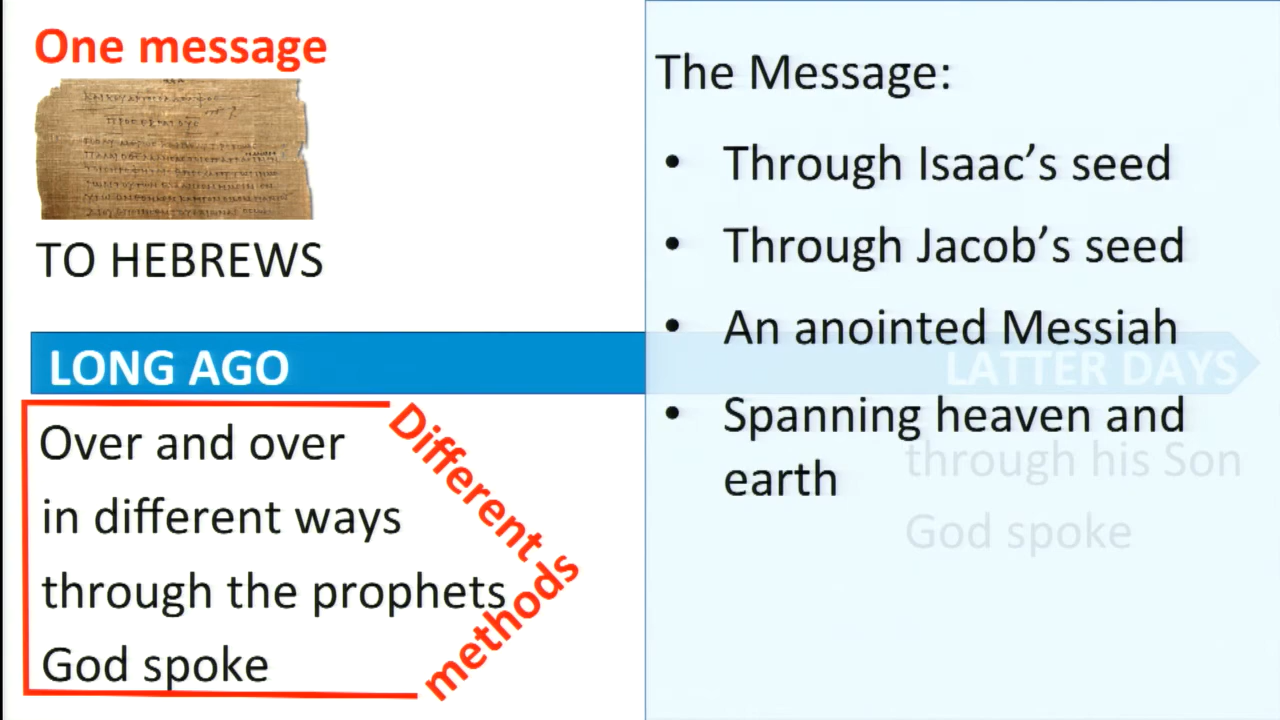 One message
TO HEBREWS
LONG AGO
Over and over
in different ways
through the prophets
God spoke
Different
methods
The Message:
• Through Isaac’s seed
• Through Jacob’s seed
• An anointed Messiah
• Spanning heaven and
earth
LATTER DAYS
through his Son
God spoke